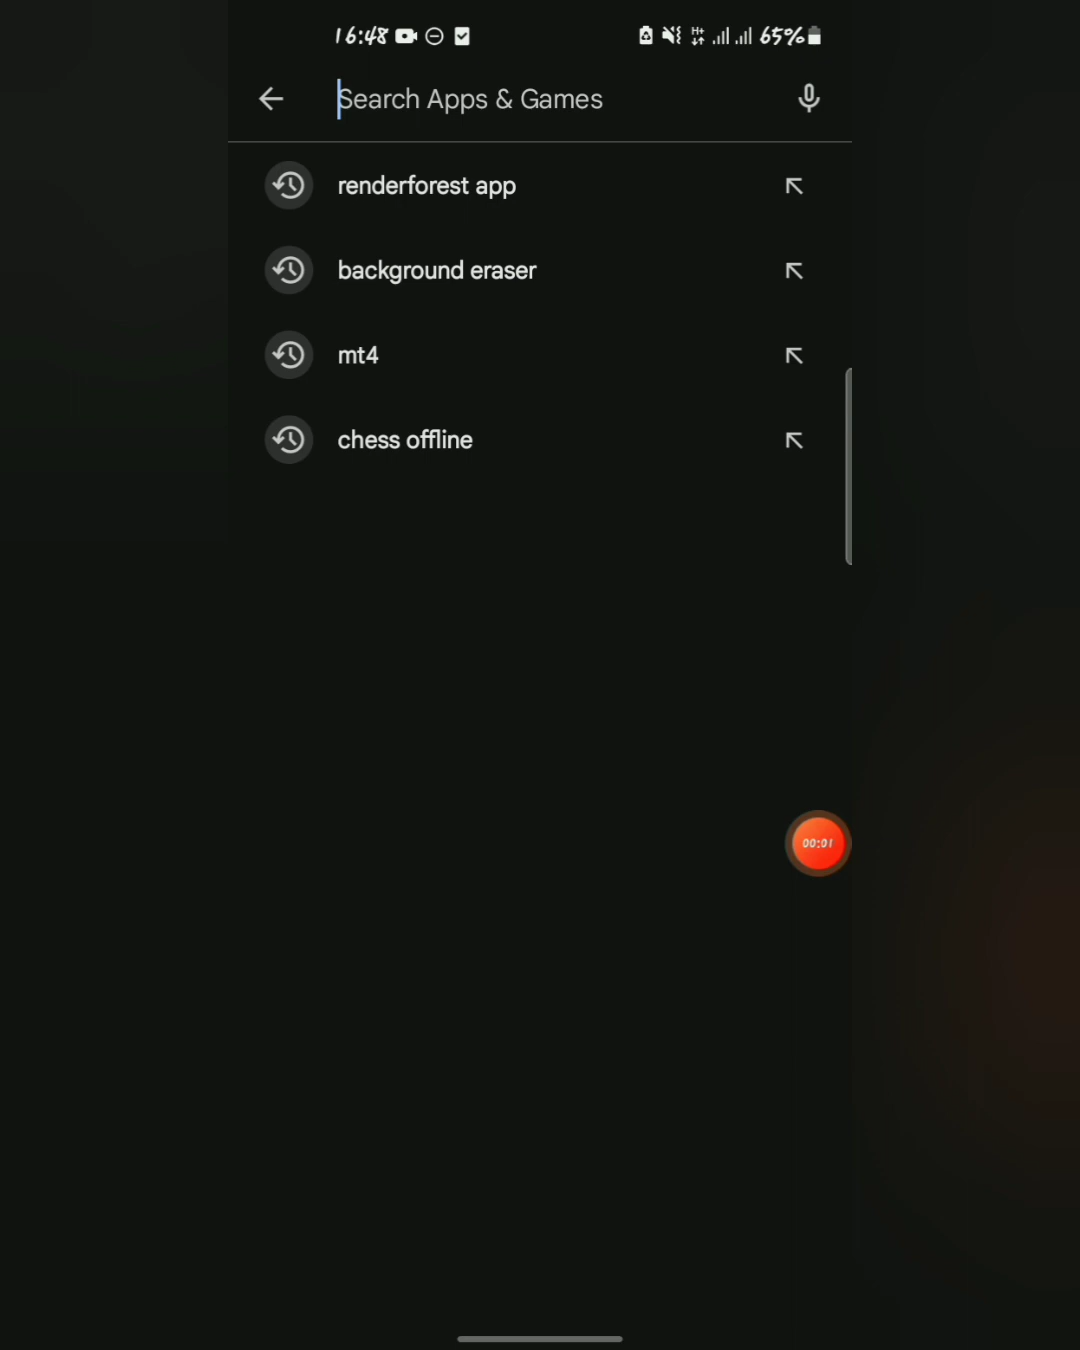 16:48 65%
Search Apps & Games
renderforest app
background eraser
mt4
chess offline
00:01